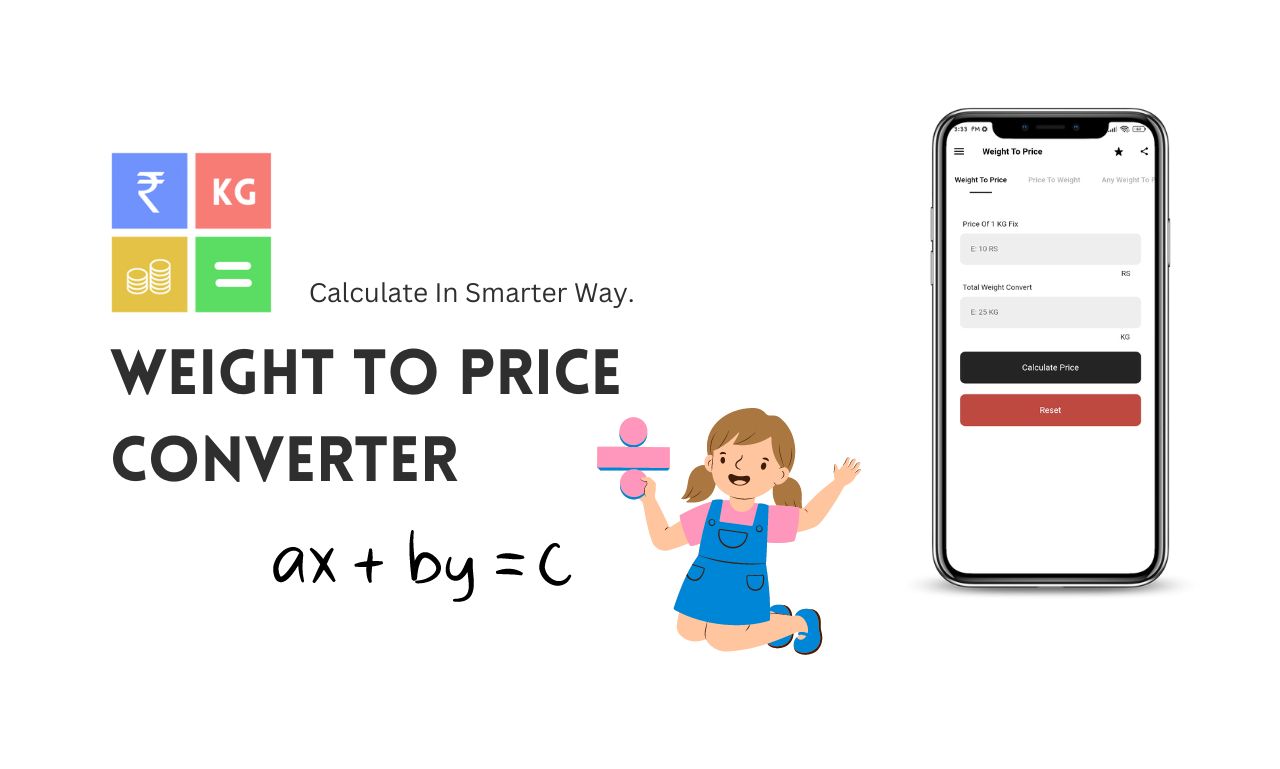 ₹ KG
=
Calculate In Smarter Way.
WEIGHT TO PRICE
CONVERTER
ax + by = c
3:33 PM
Weight To Price
Weight To Price Price To Weight Any Weight To P
Price Of 1 KG Fix
E: 10 RS
RS
Total Weight Convert
E: 25 KG
KG
Calculate Price
Reset